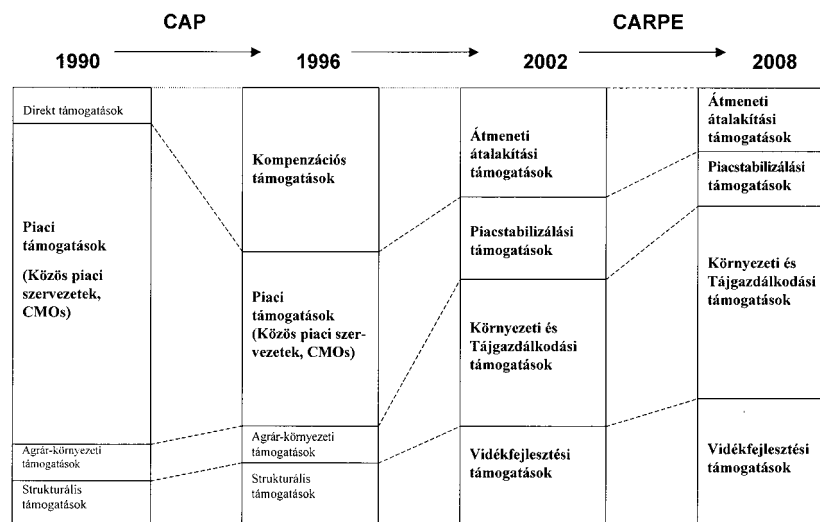 CAP
CARPE
1990
1996
2002
2008
Direkt támogatások
Piaci
támogatások
(Közös piaci
szervezetek,
CMOs)
Agrár-környezeti
támogatások
Strukturális
támogatások
Kompenzációs
támogatások
Piaci
támogatások
(Közös piaci szer-
vezetek, CMOs)
Agrár-környezeti
támogatások
Strukturális
támogatások
Átmeneti
átalakítási
támogatások
Piacstabilizálási
támogatások
Környezeti és
Tájgazdálkodási
támogatások
Vidékfejlesztési
támogatások
Átmeneti
átalakítási
támogatások
Piacstabilizálási
támogatások
Környezeti és
Tájgazdálkodási
támogatások
Vidékfejlesztési
támogatások